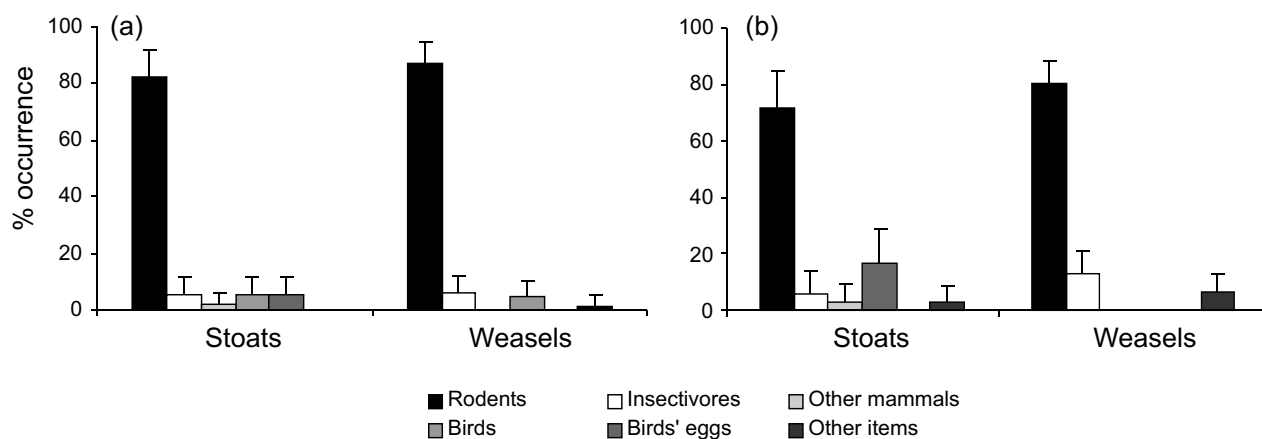 (a)
(b)
% occurrence
100
80
60
40
20
0
Stoats
Weasels
100
80
60
40
20
0
Stoats
Weasels
Rodents
Insectivores
Other mammals
Birds
Birds' eggs
Other items